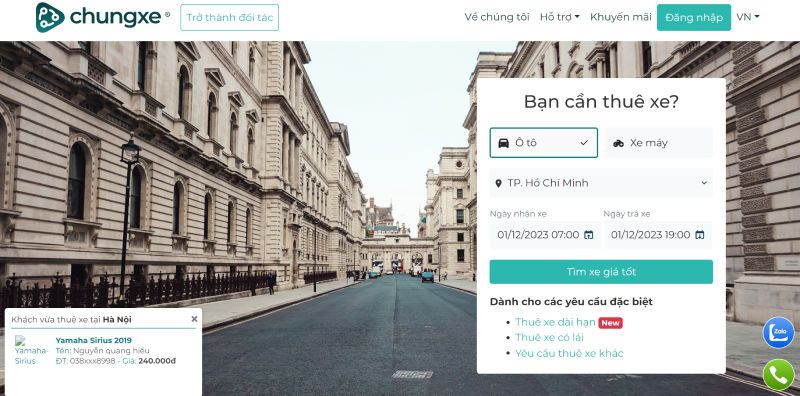 chungxe®
Trở thành đối tác
Về chúng tôi
Hỗ trợ
Khuyến mãi
Đăng nhập
VN
Bạn cần thuê xe?
Ô tô
Xe máy
TP. Hồ Chí Minh
Ngày nhận xe
Ngày trả xe
01/12/2023 07:00
01/12/2023 19:00
Tìm xe giá tốt
Dành cho các yêu cầu đặc biệt
Thuê xe dài hạn New
Thuê xe có lái
Yêu cầu thuê xe khác
Khách vừa thuê xe tại Hà Nội
Yamaha-
Sirius
Yamaha Sirius 2019
Tên: Nguyễn quang hiếu
ĐT: 038xxx8998 - Giá: 240.000đ
Zalo